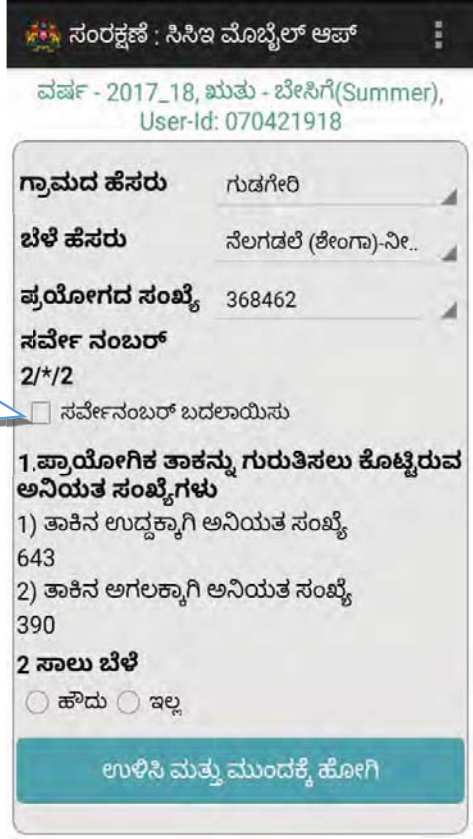 ಸಂರಕ್ಷಣೆ : ಸಿಸಿಇ ಮೊಬೈಲ್ ಆಪ್
ವರ್ಷ - 2017_18, ಋತು - ಬೇಸಿಗೆ(Summer),
User-Id: 070421918
ಗ್ರಾಮದ ಹೆಸರು ಗುಡಗೇರಿ
ಬೆಳೆ ಹೆಸರು ನೆಲಗಡಲೆ (ಶೇಂಗಾ)-ನೀ..
ಪ್ರಯೋಗದ ಸಂಖ್ಯೆ 368462
ಸರ್ವೇ ನಂಬರ್
2/*/2
ಸರ್ವೇನಂಬರ್ ಬದಲಾಯಿಸು
1.ಪ್ರಾಯೋಗಿಕ ತಾಕನ್ನು ಗುರುತಿಸಲು ಕೊಟ್ಟಿರುವ
ಅನಿಯತ ಸಂಖ್ಯೆಗಳು
1) ತಾಕಿನ ಉದ್ದಕ್ಕಾಗಿ ಅನಿಯತ ಸಂಖ್ಯೆ
643
2) ತಾಕಿನ ಅಗಲಕ್ಕಾಗಿ ಅನಿಯತ ಸಂಖ್ಯೆ
390
2 ಸಾಲು ಬೆಳೆ
ಹೌದು ಇಲ್ಲ
ಉಳಿಸಿ ಮತ್ತು ಮುಂದಕ್ಕೆ ಹೋಗಿ